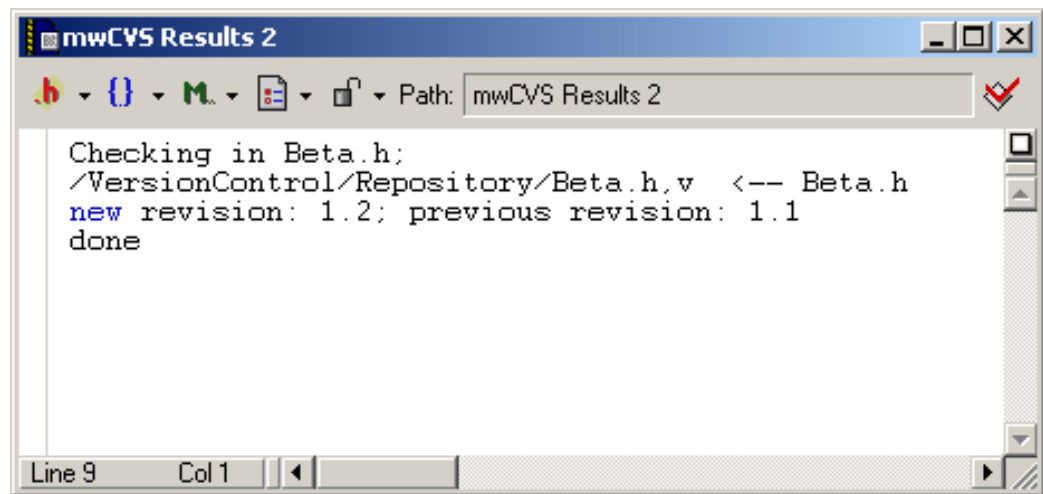 mwCVS Results 2
.h {} M.. Path: mwCVS Results 2
Checking in Beta.h;
/VersionControl/Repository/Beta.h,v  <-- Beta.h
new revision: 1.2; previous revision: 1.1
done
Line 9 Col 1